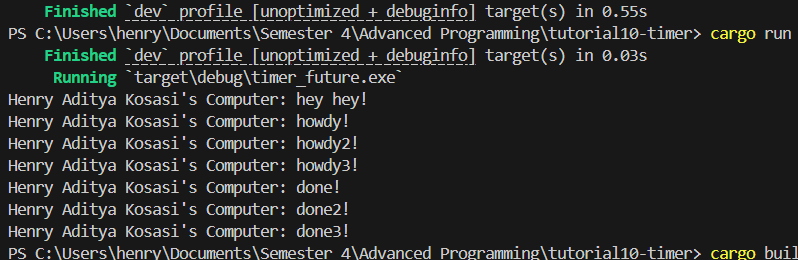 Finished `dev` profile [unoptimized + debuginfo] target(s) in 0.55s
PS C:\Users\henry\Documents\Semester 4\Advanced Programming\tutorial10-timer> cargo run
Finished `dev` profile [unoptimized + debuginfo] target(s) in 0.03s
Running `target\debug\timer_future.exe`
Henry Aditya Kosasi's Computer: hey hey!
Henry Aditya Kosasi's Computer: howdy!
Henry Aditya Kosasi's Computer: howdy2!
Henry Aditya Kosasi's Computer: howdy3!
Henry Aditya Kosasi's Computer: done!
Henry Aditya Kosasi's Computer: done2!
Henry Aditya Kosasi's Computer: done3!
PS C:\Users\henry\Documents\Semester 4\Advanced Programming\tutorial10-timer> cargo buil